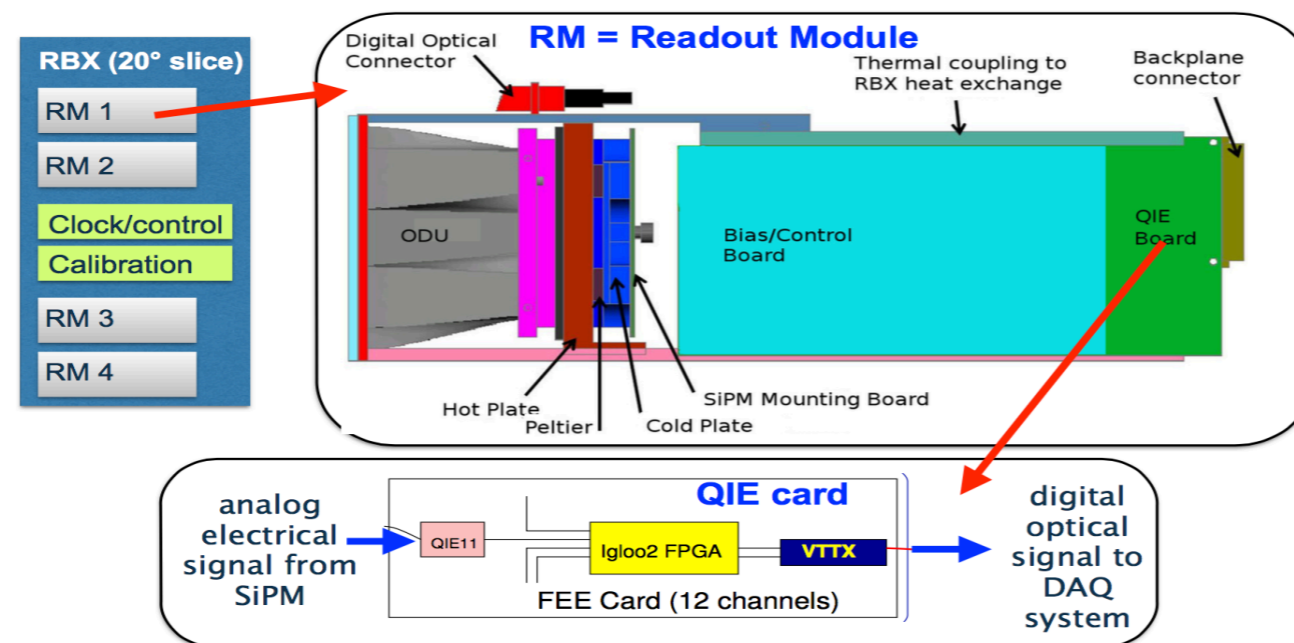 RBX (20° slice)
RM 1
RM 2
Clock/control
Calibration
RM 3
RM 4
RM = Readout Module
Digital Optical
Connector
Thermal coupling to
RBX heat exchange
Backplane
connector
ODU
Bias/Control
Board
QIE
Board
Hot Plate
Peltier
Cold Plate
SiPM Mounting Board
analog
electrical
signal from
SiPM
QIE card
QIE11
Igloo2 FPGA
VTTX
FEE Card (12 channels)
digital
optical
signal to
DAQ
system